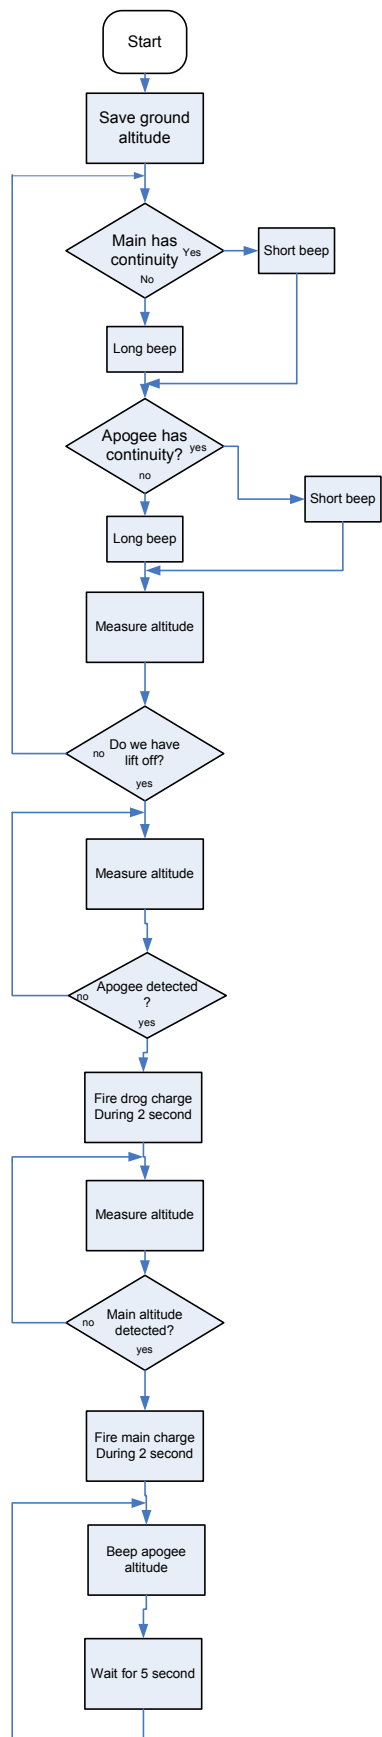 Start
Save ground
altitude
Main has
continuity
Yes
No
Short beep
Long beep
Apogee has
continuity?
yes
no
Short beep
Long beep
Measure altitude
Do we have
lift off?
no
yes
Measure altitude
Apogee detected
?
no
yes
Fire drog charge
During 2 second
Measure altitude
Main altitude
detected?
no
yes
Fire main charge
During 2 second
Beep apogee
altitude
Wait for 5 second